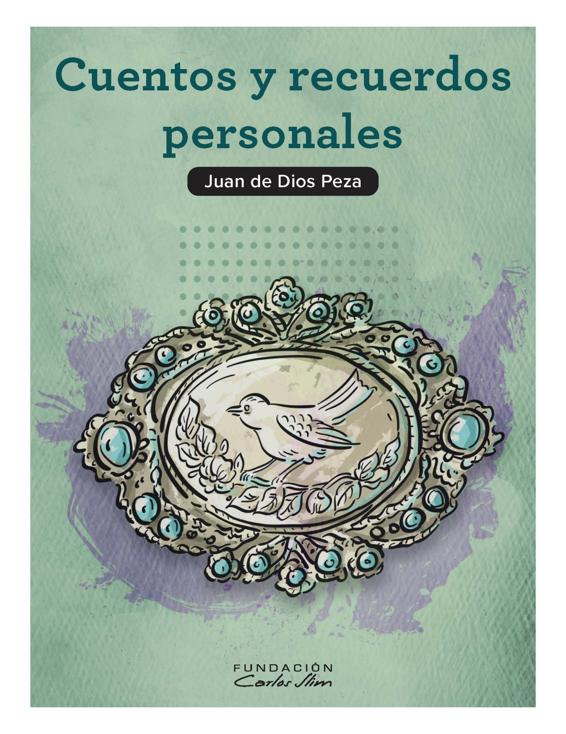 Cuentos y recuerdos
personales
Juan de Dios Peza
FUNDACIÓN
Carlos Slim